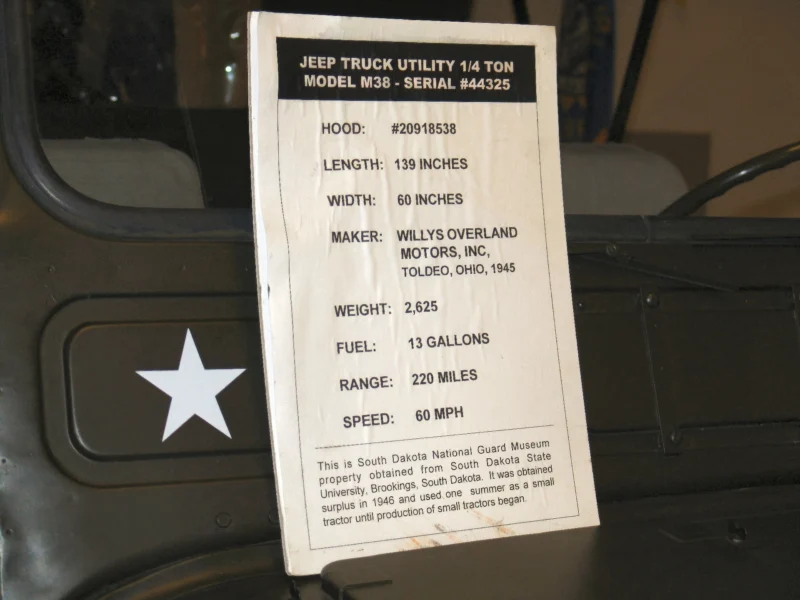 JEEP TRUCK UTILITY 1/4 TON
MODEL M38 - SERIAL #44325
HOOD: #20918538
LENGTH: 139 INCHES
WIDTH: 60 INCHES
MAKER: WILLYS OVERLAND
MOTORS, INC,
TOLDEO, OHIO, 1945
WEIGHT: 2,625
FUEL: 13 GALLONS
RANGE: 220 MILES
SPEED: 60 MPH
This is South Dakota National Guard Museum
property obtained from South Dakota State
University, Brookings, South Dakota. It was obtained
surplus in 1946 and used one summer as a small
tractor until production of small tractors began.